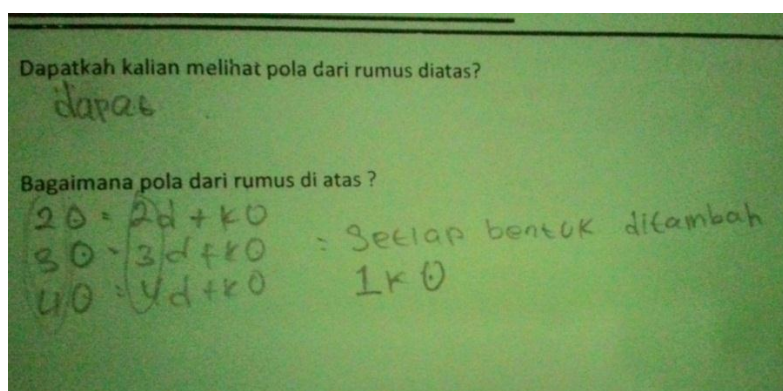 Dapatkah kalian melihat pola dari rumus diatas?
dapat
Bagaimana pola dari rumus di atas ?
2O = 2d + kO
3O = 3d + kO = Setiap bentuk ditambah
4O = 4d + kO 1kO